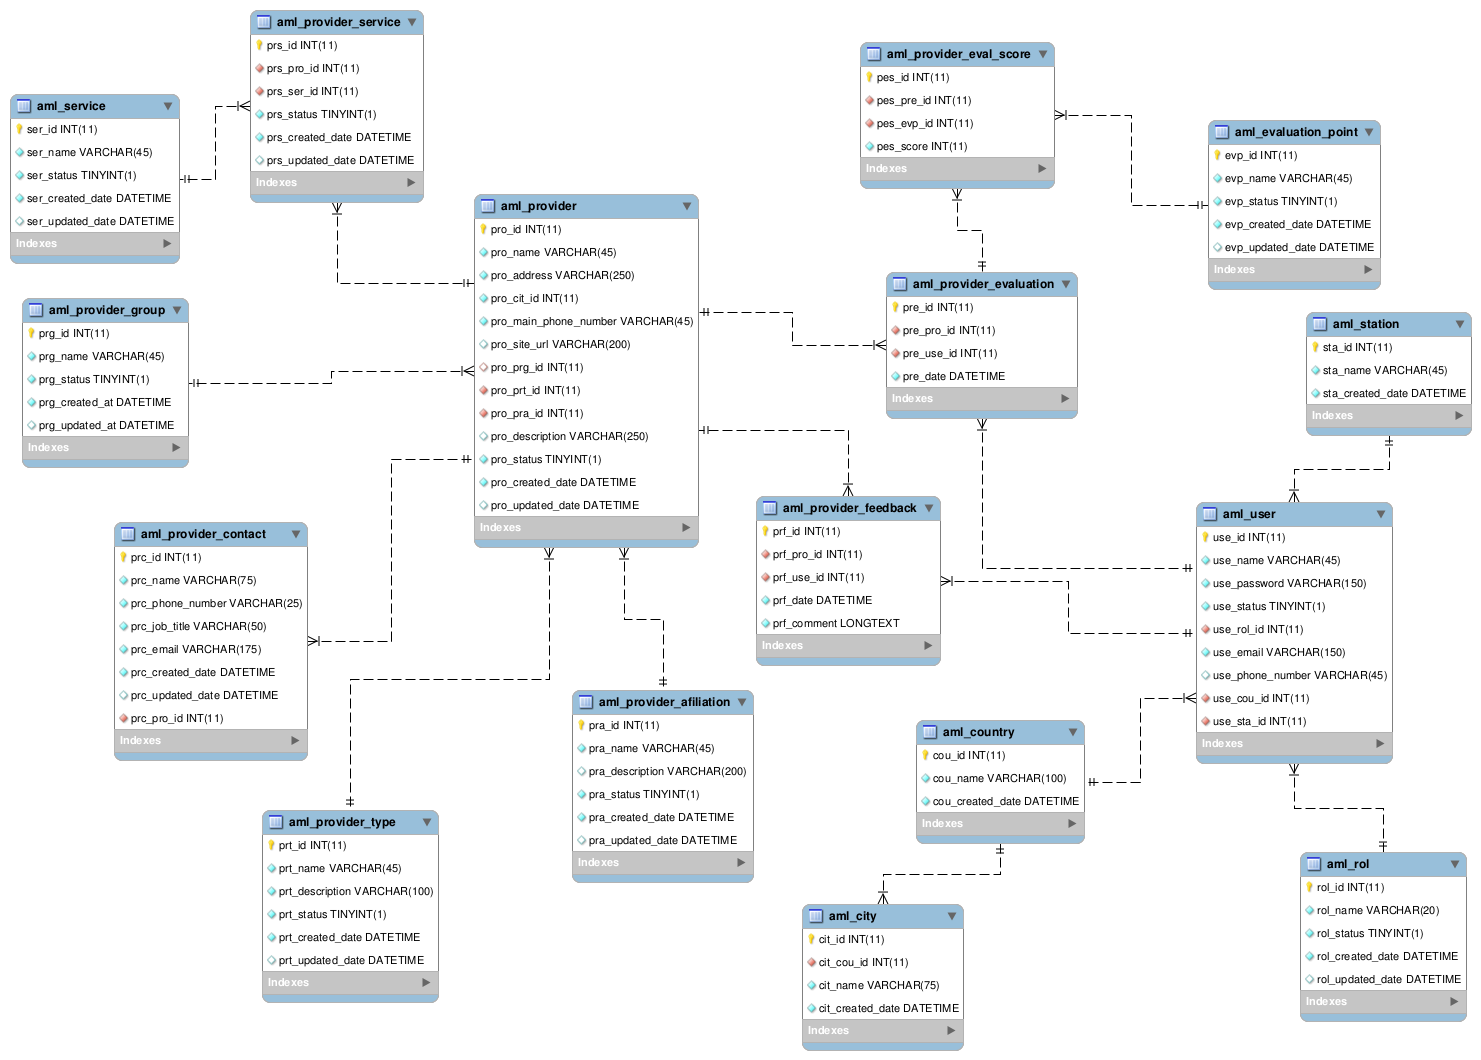 aml_provider_service
prs_id INT(11)
prs_pro_id INT(11)
prs_ser_id INT(11)
prs_status TINYINT(1)
prs_created_date DATETIME
prs_updated_date DATETIME
Indexes
aml_service
ser_id INT(11)
ser_name VARCHAR(45)
ser_status TINYINT(1)
ser_created_date DATETIME
ser_updated_date DATETIME
Indexes
aml_provider_group
prg_id INT(11)
prg_name VARCHAR(45)
prg_status TINYINT(1)
prg_created_at DATETIME
prg_updated_at DATETIME
Indexes
aml_provider
pro_id INT(11)
pro_name VARCHAR(45)
pro_address VARCHAR(250)
pro_cit_id INT(11)
pro_main_phone_number VARCHAR(45)
pro_site_url VARCHAR(200)
pro_prg_id INT(11)
pro_prt_id INT(11)
pro_pra_id INT(11)
pro_description VARCHAR(250)
pro_status TINYINT(1)
pro_created_date DATETIME
pro_updated_date DATETIME
Indexes
aml_provider_eval_score
pes_id INT(11)
pes_pre_id INT(11)
pes_evp_id INT(11)
pes_score INT(11)
Indexes
aml_evaluation_point
evp_id INT(11)
evp_name VARCHAR(45)
evp_status TINYINT(1)
evp_created_date DATETIME
evp_updated_date DATETIME
Indexes
aml_provider_evaluation
pre_id INT(11)
pre_pro_id INT(11)
pre_use_id INT(11)
pre_date DATETIME
Indexes
aml_station
sta_id INT(11)
sta_name VARCHAR(45)
sta_created_date DATETIME
Indexes
aml_provider_contact
prc_id INT(11)
prc_name VARCHAR(75)
prc_phone_number VARCHAR(25)
prc_job_title VARCHAR(50)
prc_email VARCHAR(175)
prc_created_date DATETIME
prc_updated_date DATETIME
prc_pro_id INT(11)
Indexes
aml_provider_feedback
prf_id INT(11)
prf_pro_id INT(11)
prf_use_id INT(11)
prf_date DATETIME
prf_comment LONGTEXT
Indexes
aml_user
use_id INT(11)
use_name VARCHAR(45)
use_password VARCHAR(150)
use_status TINYINT(1)
use_rol_id INT(11)
use_email VARCHAR(150)
use_phone_number VARCHAR(45)
use_cou_id INT(11)
use_sta_id INT(11)
Indexes
aml_provider_afiliation
pra_id INT(11)
pra_name VARCHAR(45)
pra_description VARCHAR(200)
pra_status TINYINT(1)
pra_created_date DATETIME
pra_updated_date DATETIME
Indexes
aml_country
cou_id INT(11)
cou_name VARCHAR(100)
cou_created_date DATETIME
Indexes
aml_provider_type
prt_id INT(11)
prt_name VARCHAR(45)
prt_description VARCHAR(100)
prt_status TINYINT(1)
prt_created_date DATETIME
prt_updated_date DATETIME
Indexes
aml_city
cit_id INT(11)
cit_cou_id INT(11)
cit_name VARCHAR(75)
cit_created_date DATETIME
Indexes
aml_rol
rol_id INT(11)
rol_name VARCHAR(20)
rol_status TINYINT(1)
rol_created_date DATETIME
rol_updated_date DATETIME
Indexes